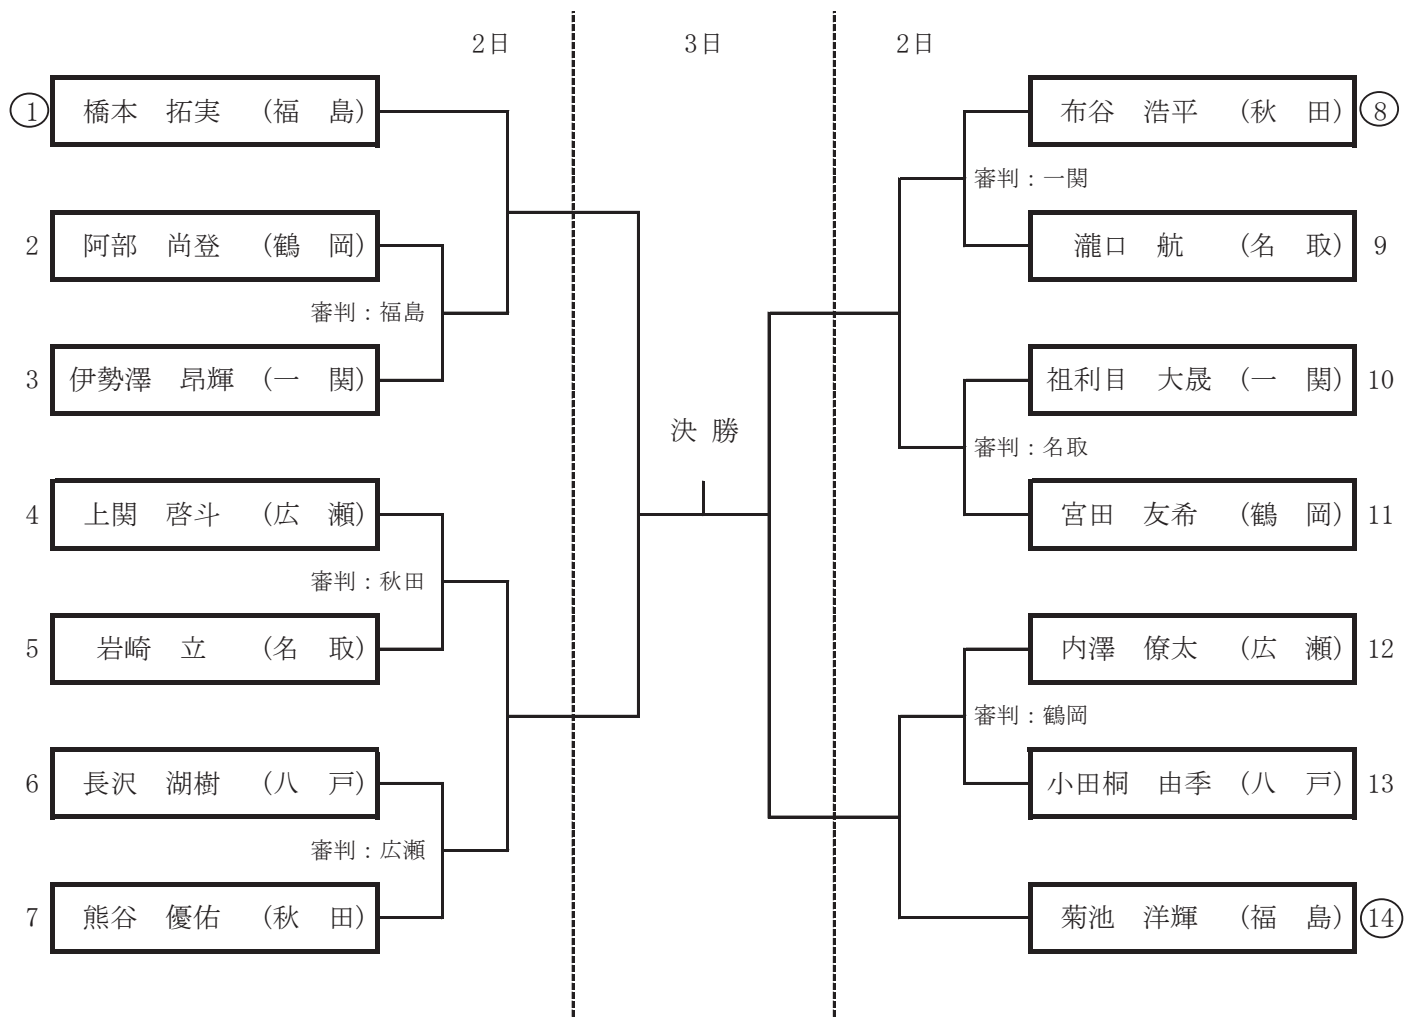 2日 3日 2日
① 橋本 拓実 (福 島)
2 阿部 尚登 (鶴 岡)
審判：福島
3 伊勢澤 昂輝 (一 関)
4 上関 啓斗 (広 瀬)
審判：秋田
5 岩崎 立 (名 取)
6 長沢 湖樹 (八 戸)
審判：広瀬
7 熊谷 優佑 (秋 田)
決 勝
布谷 浩平 (秋 田) ⑧
審判：一関
瀧口 航 (名 取) 9
祖利目 大晟 (一 関) 10
審判：名取
宮田 友希 (鶴 岡) 11
内澤 僚太 (広 瀬) 12
審判：鶴岡
小田桐 由季 (八 戸) 13
菊池 洋輝 (福 島) ⑭